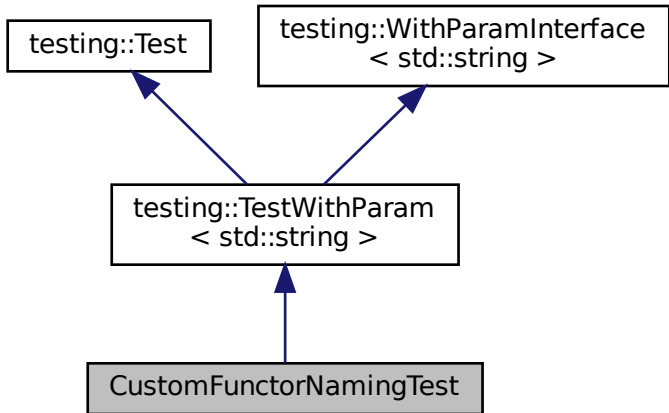 testing::Test
testing::WithParamInterface
< std::string >
testing::TestWithParam
< std::string >
CustomFunctorNamingTest